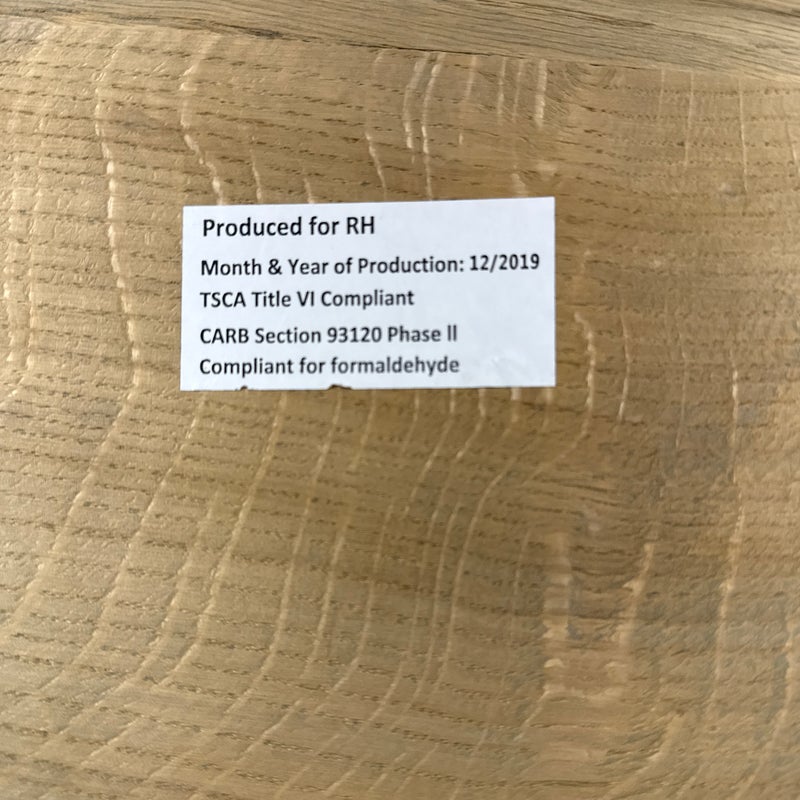 Produced for RH
Month & Year of Production: 12/2019
TSCA Title VI Compliant
CARB Section 93120 Phase ll
Compliant for formaldehyde